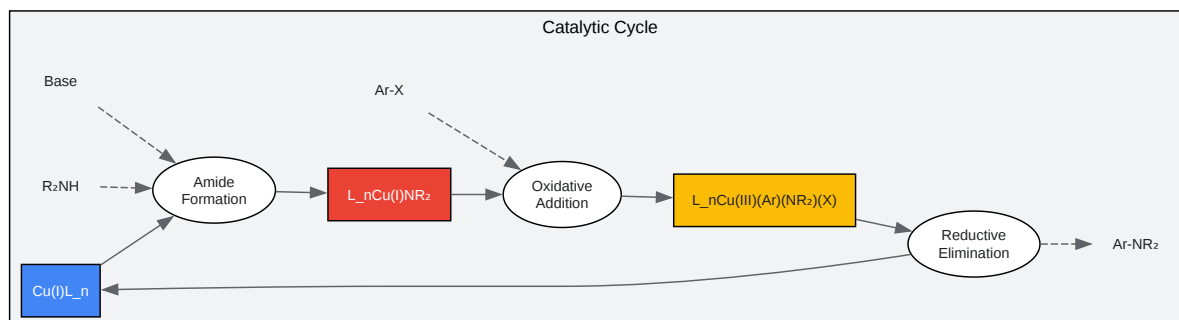 Catalytic Cycle
Base
Ar-X
R₂NH
Amide
Formation
L_nCu(I)NR₂
Oxidative
Addition
L_nCu(III)(Ar)(NR₂)(X)
Reductive
Elimination
Ar-NR₂
Cu(I)L_n